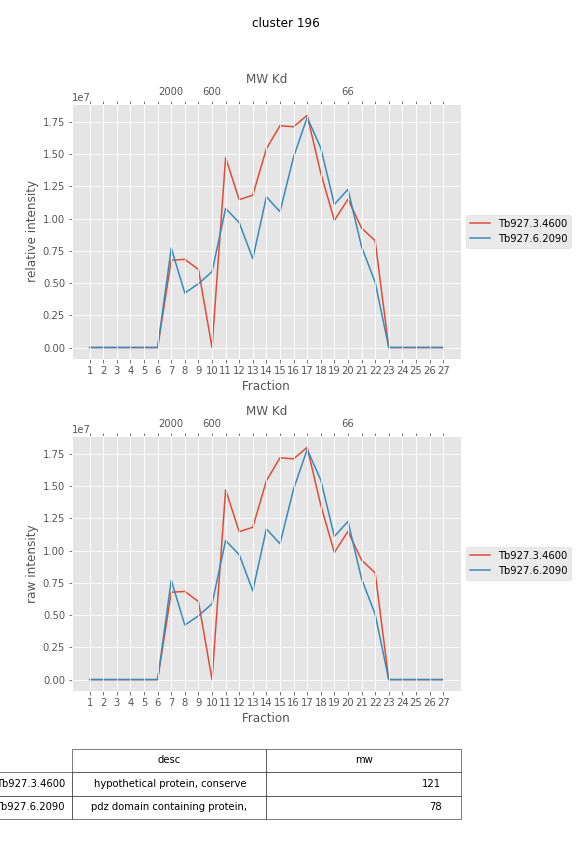 cluster 196
MW Kd
1e7
2000 600 66
1.75
1.50
1.25
1.00
0.75
0.50
0.25
0.00
relative intensity
Tb927.3.4600
Tb927.6.2090
1 2 3 4 5 6 7 8 9 10 11 12 13 14 15 16 17 18 19 20 21 22 23 24 25 26 27
Fraction
MW Kd
1e7
2000 600 66
1.75
1.50
1.25
1.00
0.75
0.50
0.25
0.00
raw intensity
Tb927.3.4600
Tb927.6.2090
1 2 3 4 5 6 7 8 9 10 11 12 13 14 15 16 17 18 19 20 21 22 23 24 25 26 27
Fraction
desc mw
Tb927.3.4600 hypothetical protein, conserve 121
Tb927.6.2090 pdz domain containing protein, 78